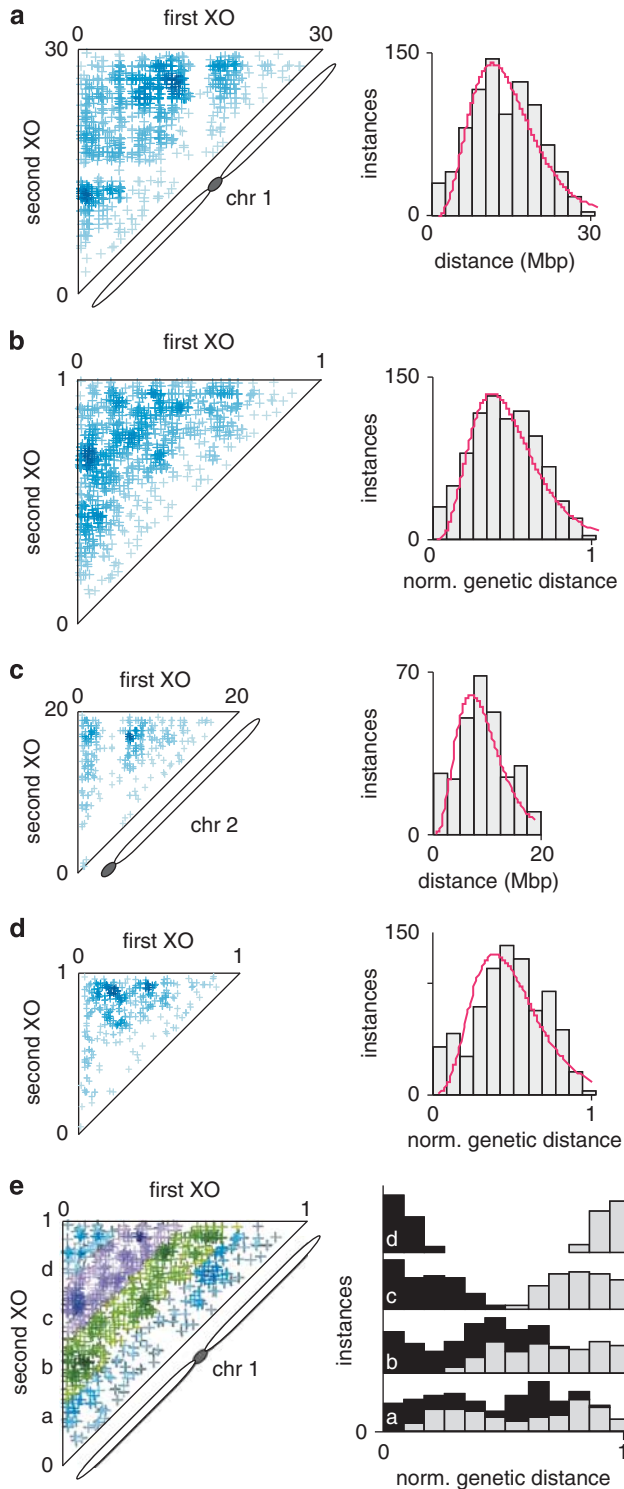 a
first XO
0 30
30
second XO
0
chr 1
150
instances
0
0 30
distance (Mbp)
b
first XO
0 1
1
second XO
0
150
instances
0
0 1
norm. genetic distance
c
first XO
0 20
20
second XO
0
chr 2
70
instances
0
0 20
distance (Mbp)
d
first XO
0 1
1
second XO
0
150
instances
0
0 1
norm. genetic distance
e
first XO
0 1
1
d
c
b
a
0
second XO
chr 1
d
c
b
a
instances
0
0 1
norm. genetic distance